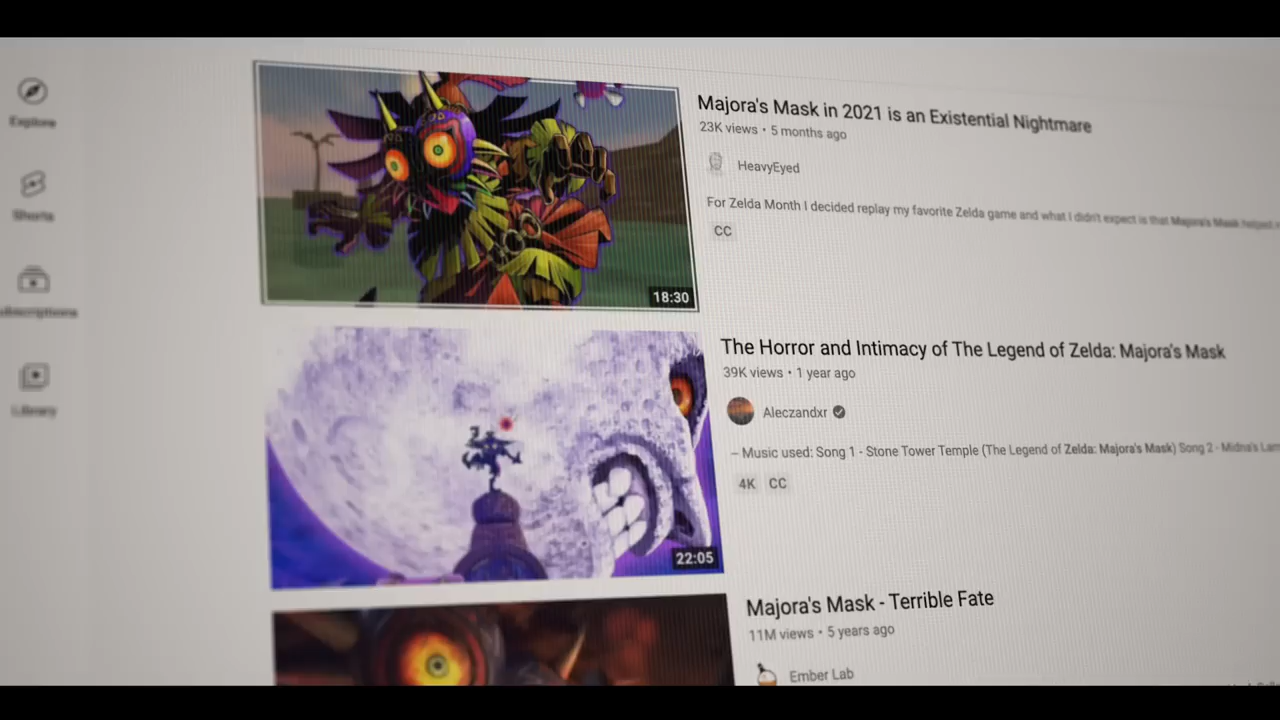 Explore
Shorts
Library
18:30
Majora's Mask in 2021 is an Existential Nightmare
23K views • 5 months ago
HeavyEyed
For Zelda Month I decided replay my favorite Zelda game and what I didn't expect is that Majora's Mask helped
CC
22:05
The Horror and Intimacy of The Legend of Zelda: Majora's Mask
39K views • 1 year ago
Aleczandxr
– Music used: Song 1 - Stone Tower Temple (The Legend of Zelda: Majora's Mask) Song 2 - Midna's
4K CC
Majora's Mask - Terrible Fate
11M views • 5 years ago
Ember Lab